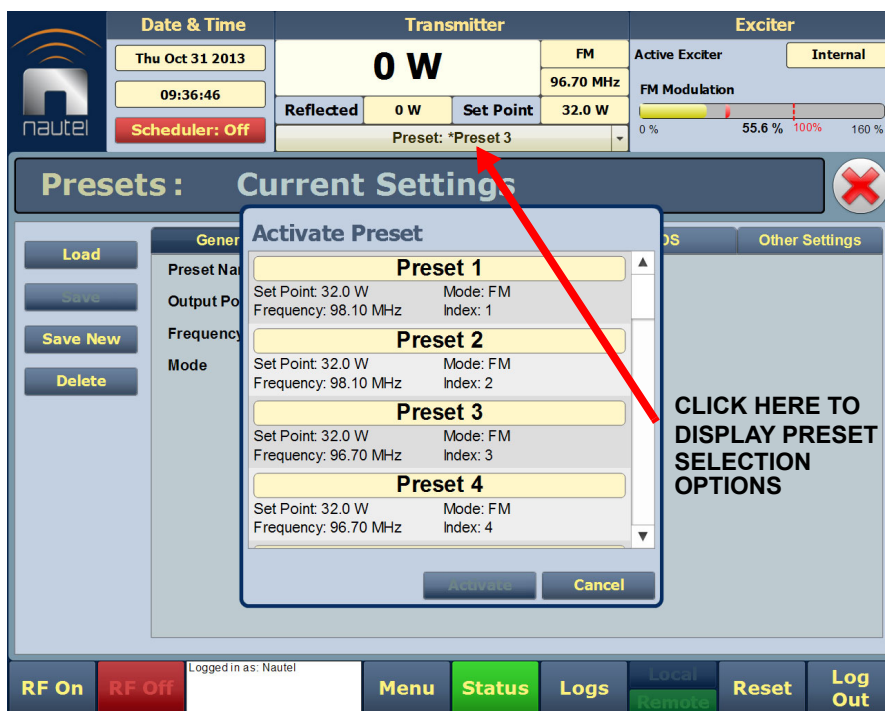 Date & Time
Transmitter
Exciter
Thu Oct 31 2013
09:36:46
Scheduler: Off
nautel
0 W
FM
96.70 MHz
Reflected
0 W
Set Point
32.0 W
Preset: *Preset 3
Active Exciter
Internal
FM Modulation
0 %
55.6 %
100%
160 %
Presets: Current Settings
Load
Save
Save New
Delete
Gener
DS
Other Settings
Preset Na
Output Po
Frequency
Mode
Activate Preset
Preset 1
Set Point: 32.0 W Mode: FM
Frequency: 98.10 MHz Index: 1
Preset 2
Set Point: 32.0 W Mode: FM
Frequency: 98.10 MHz Index: 2
Preset 3
Set Point: 32.0 W Mode: FM
Frequency: 96.70 MHz Index: 3
Preset 4
Set Point: 32.0 W Mode: FM
Frequency: 96.70 MHz Index: 4
Activate
Cancel
CLICK HERE TO
DISPLAY PRESET
SELECTION
OPTIONS
RF On
RF Off
Logged in as: Nautel
Menu
Status
Logs
Local
Remote
Reset
Log
Out